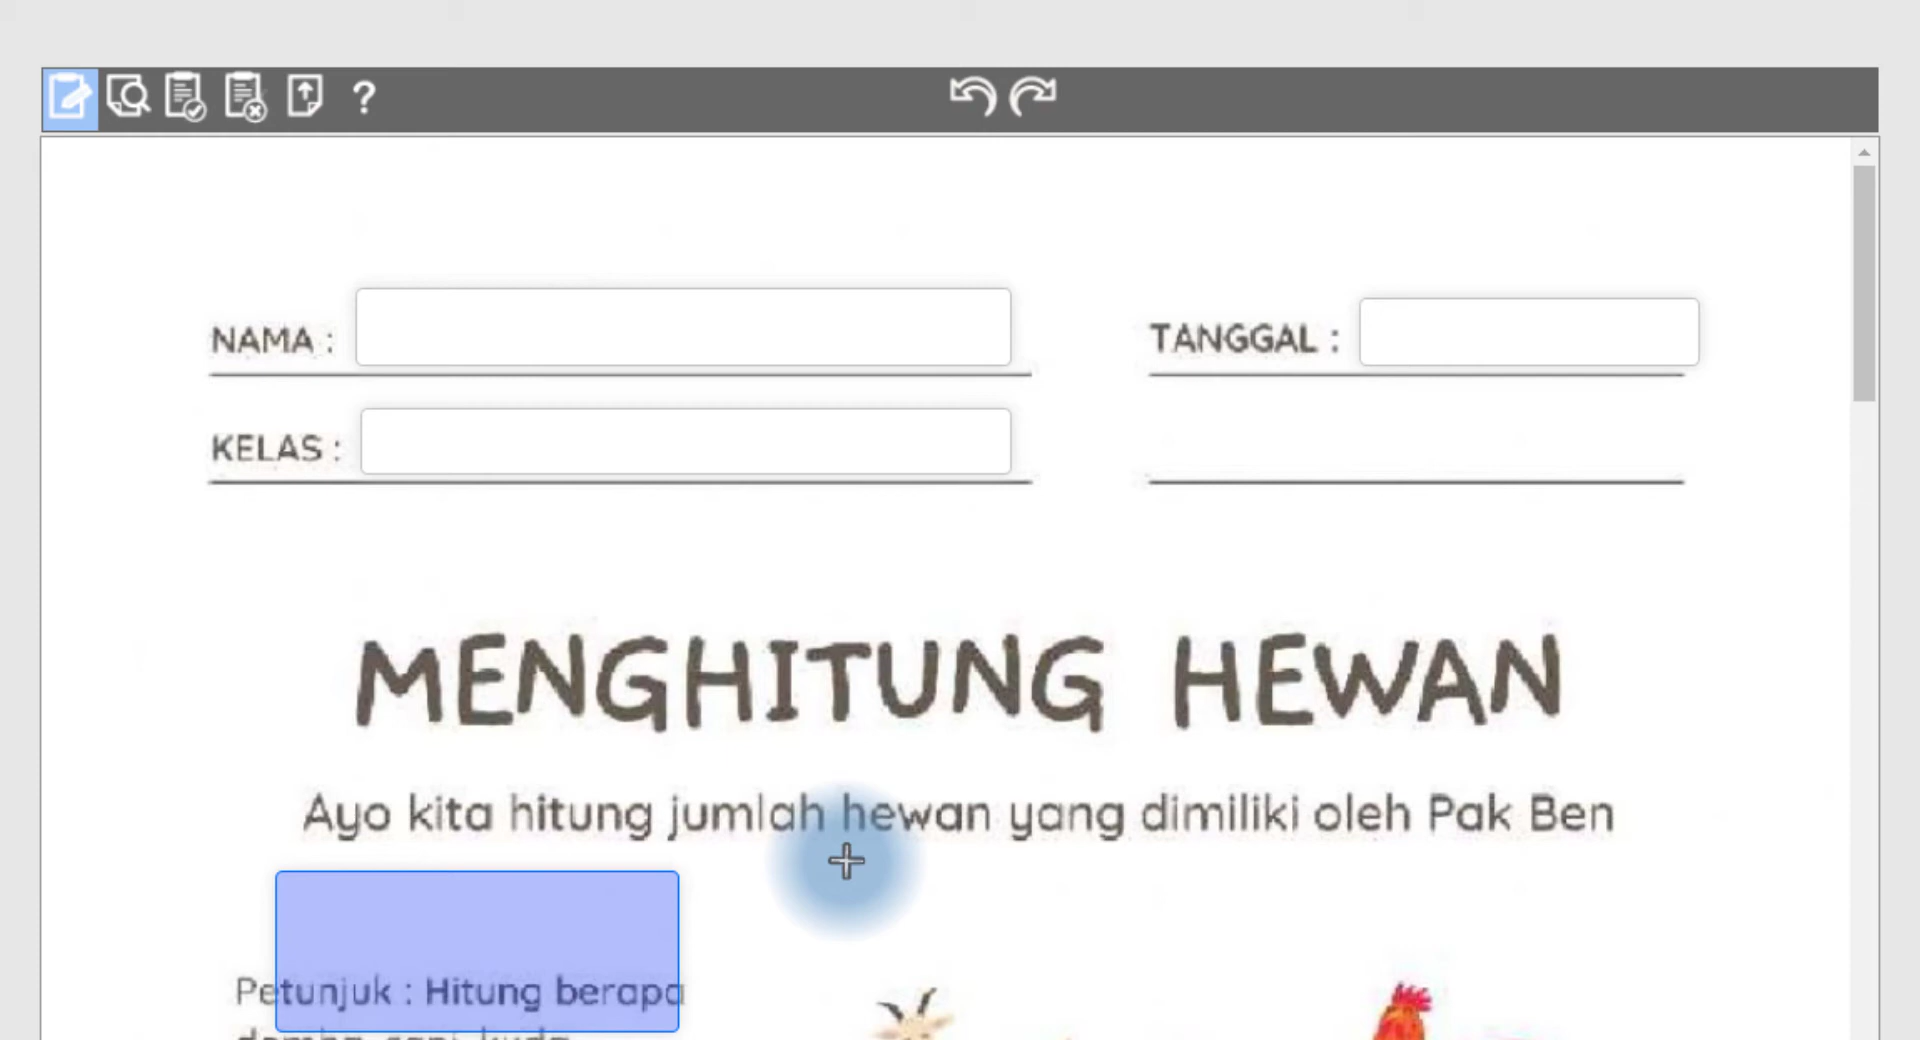 ?
NAMA :
TANGGAL :
KELAS :
MENGHITUNG HEWAN
Ayo kita hitung jumlah hewan yang dimiliki oleh Pak Ben
Petunjuk : Hitung berapa